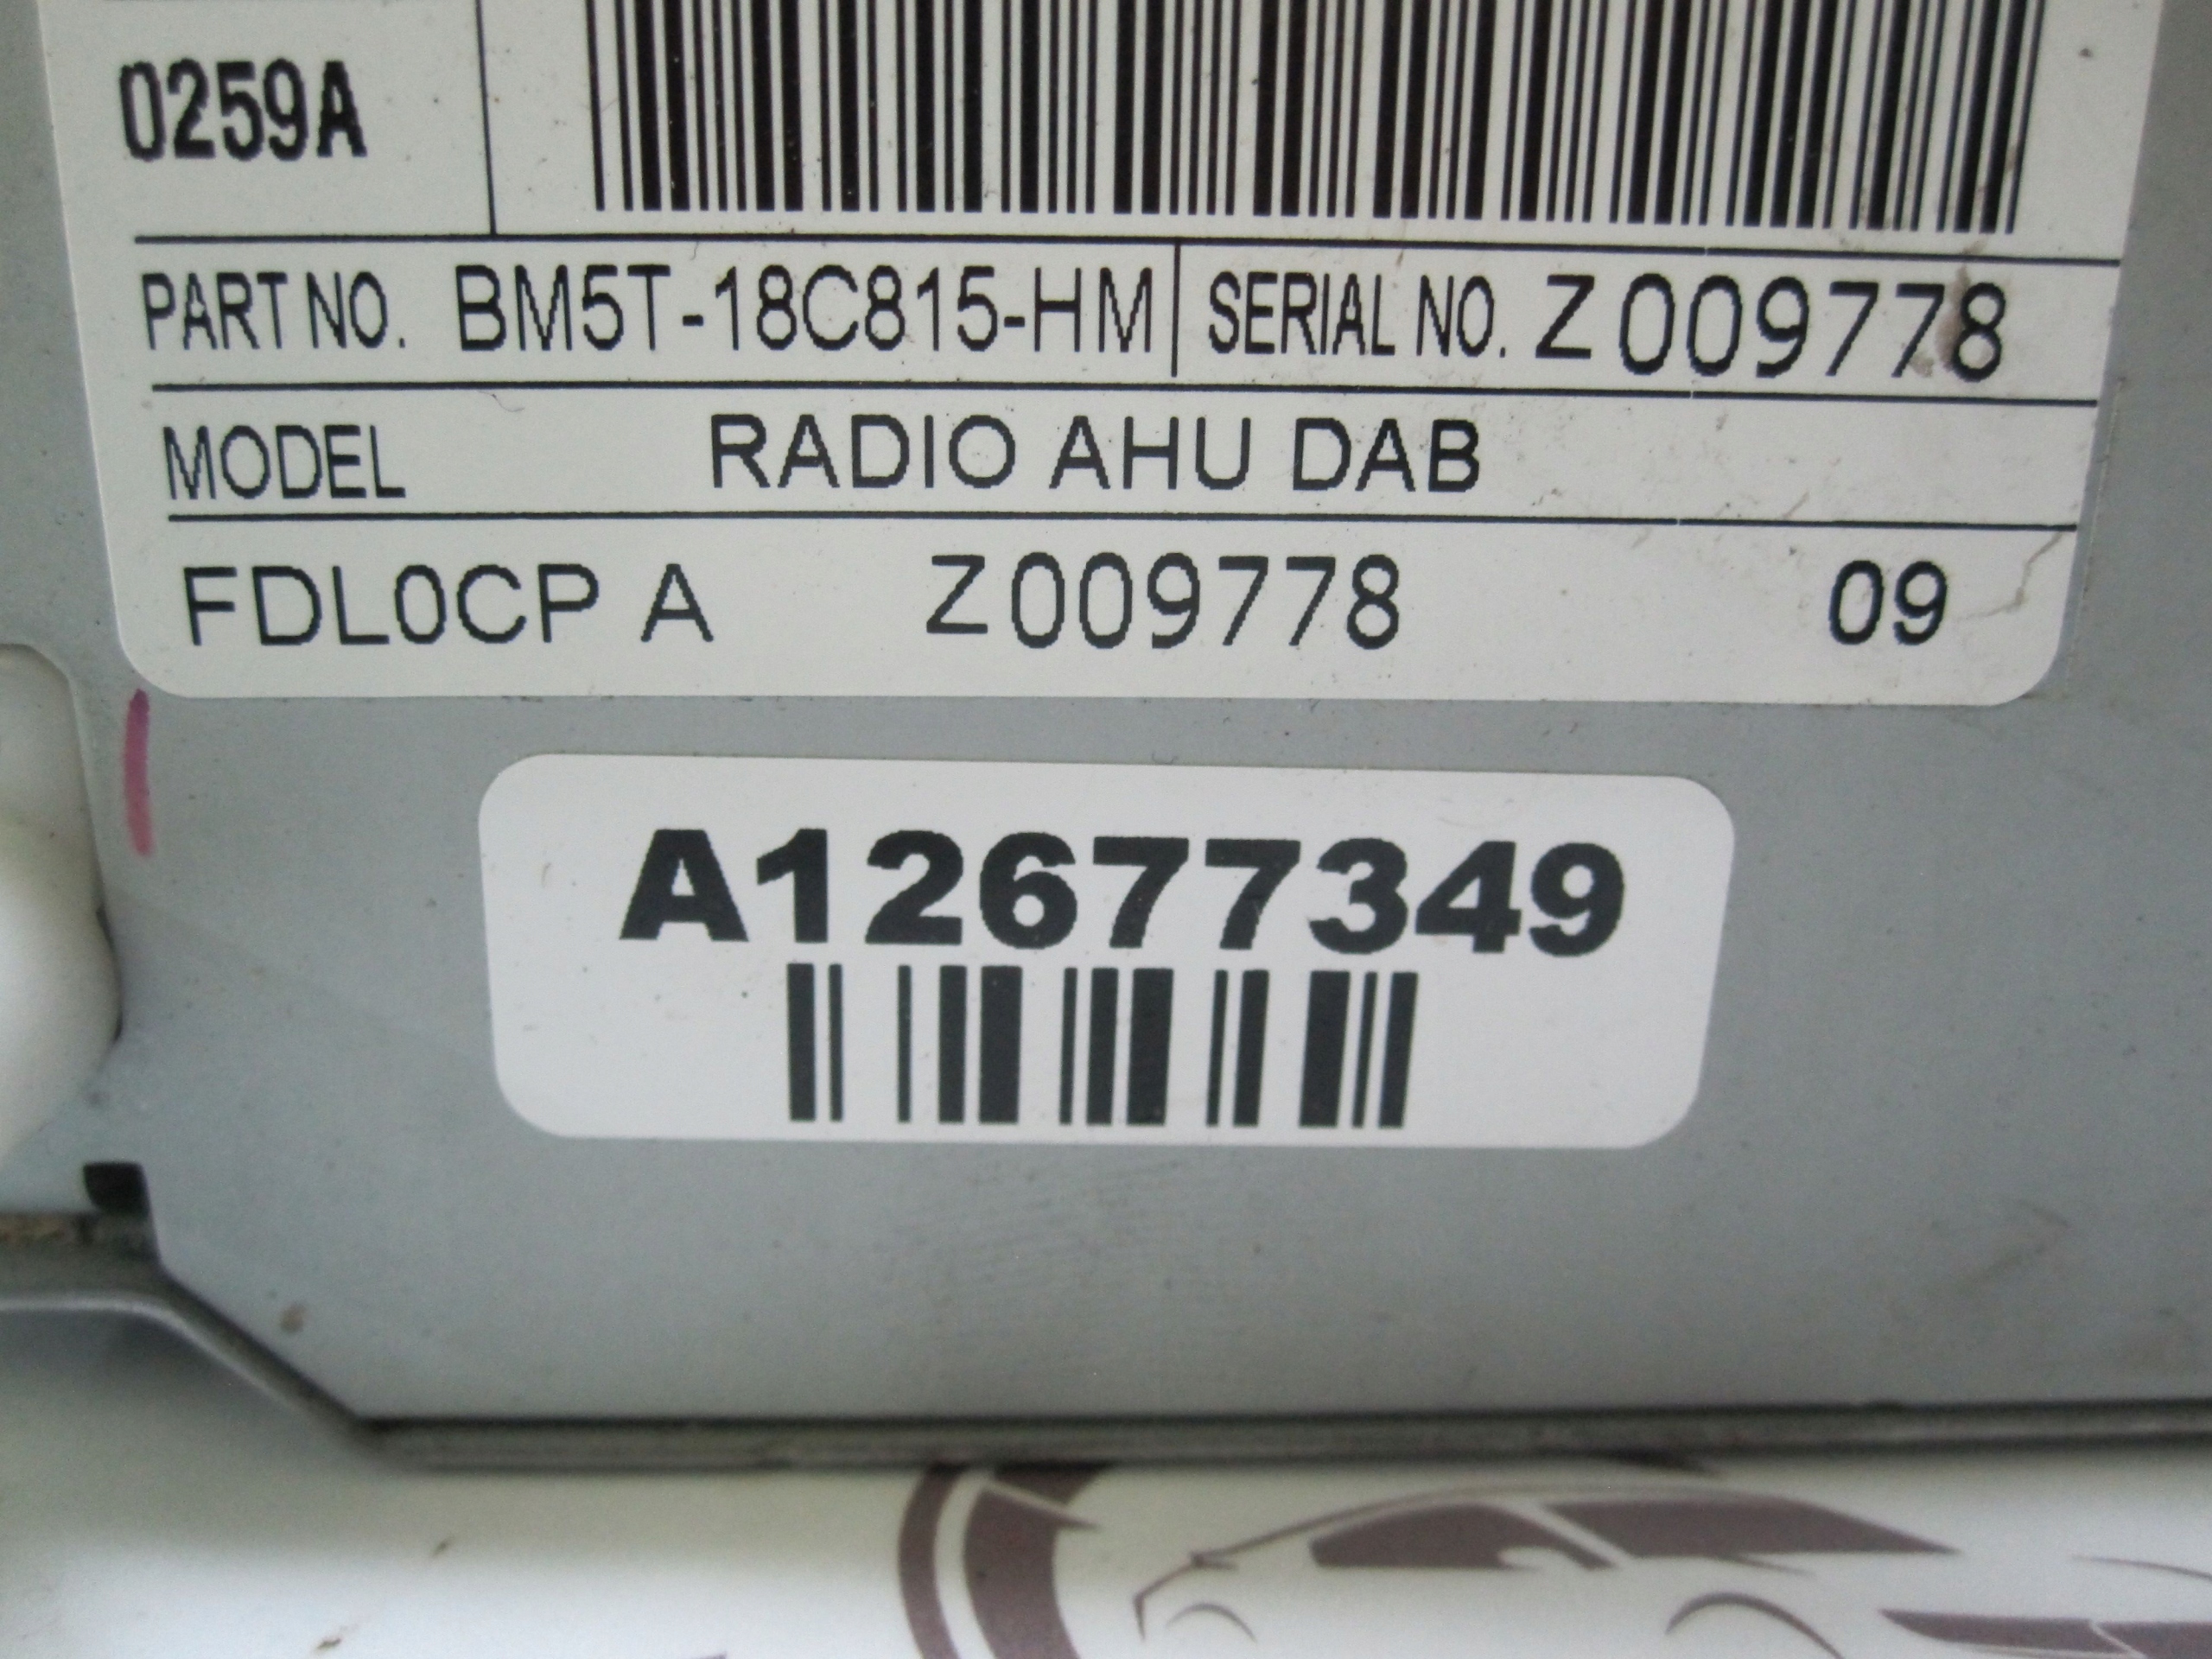 0259A
PART NO. BM5T-18C815-HM SERIAL NO. Z009778
MODEL RADIO AHU DAB
FDL0CP A Z009778 09
A12677349